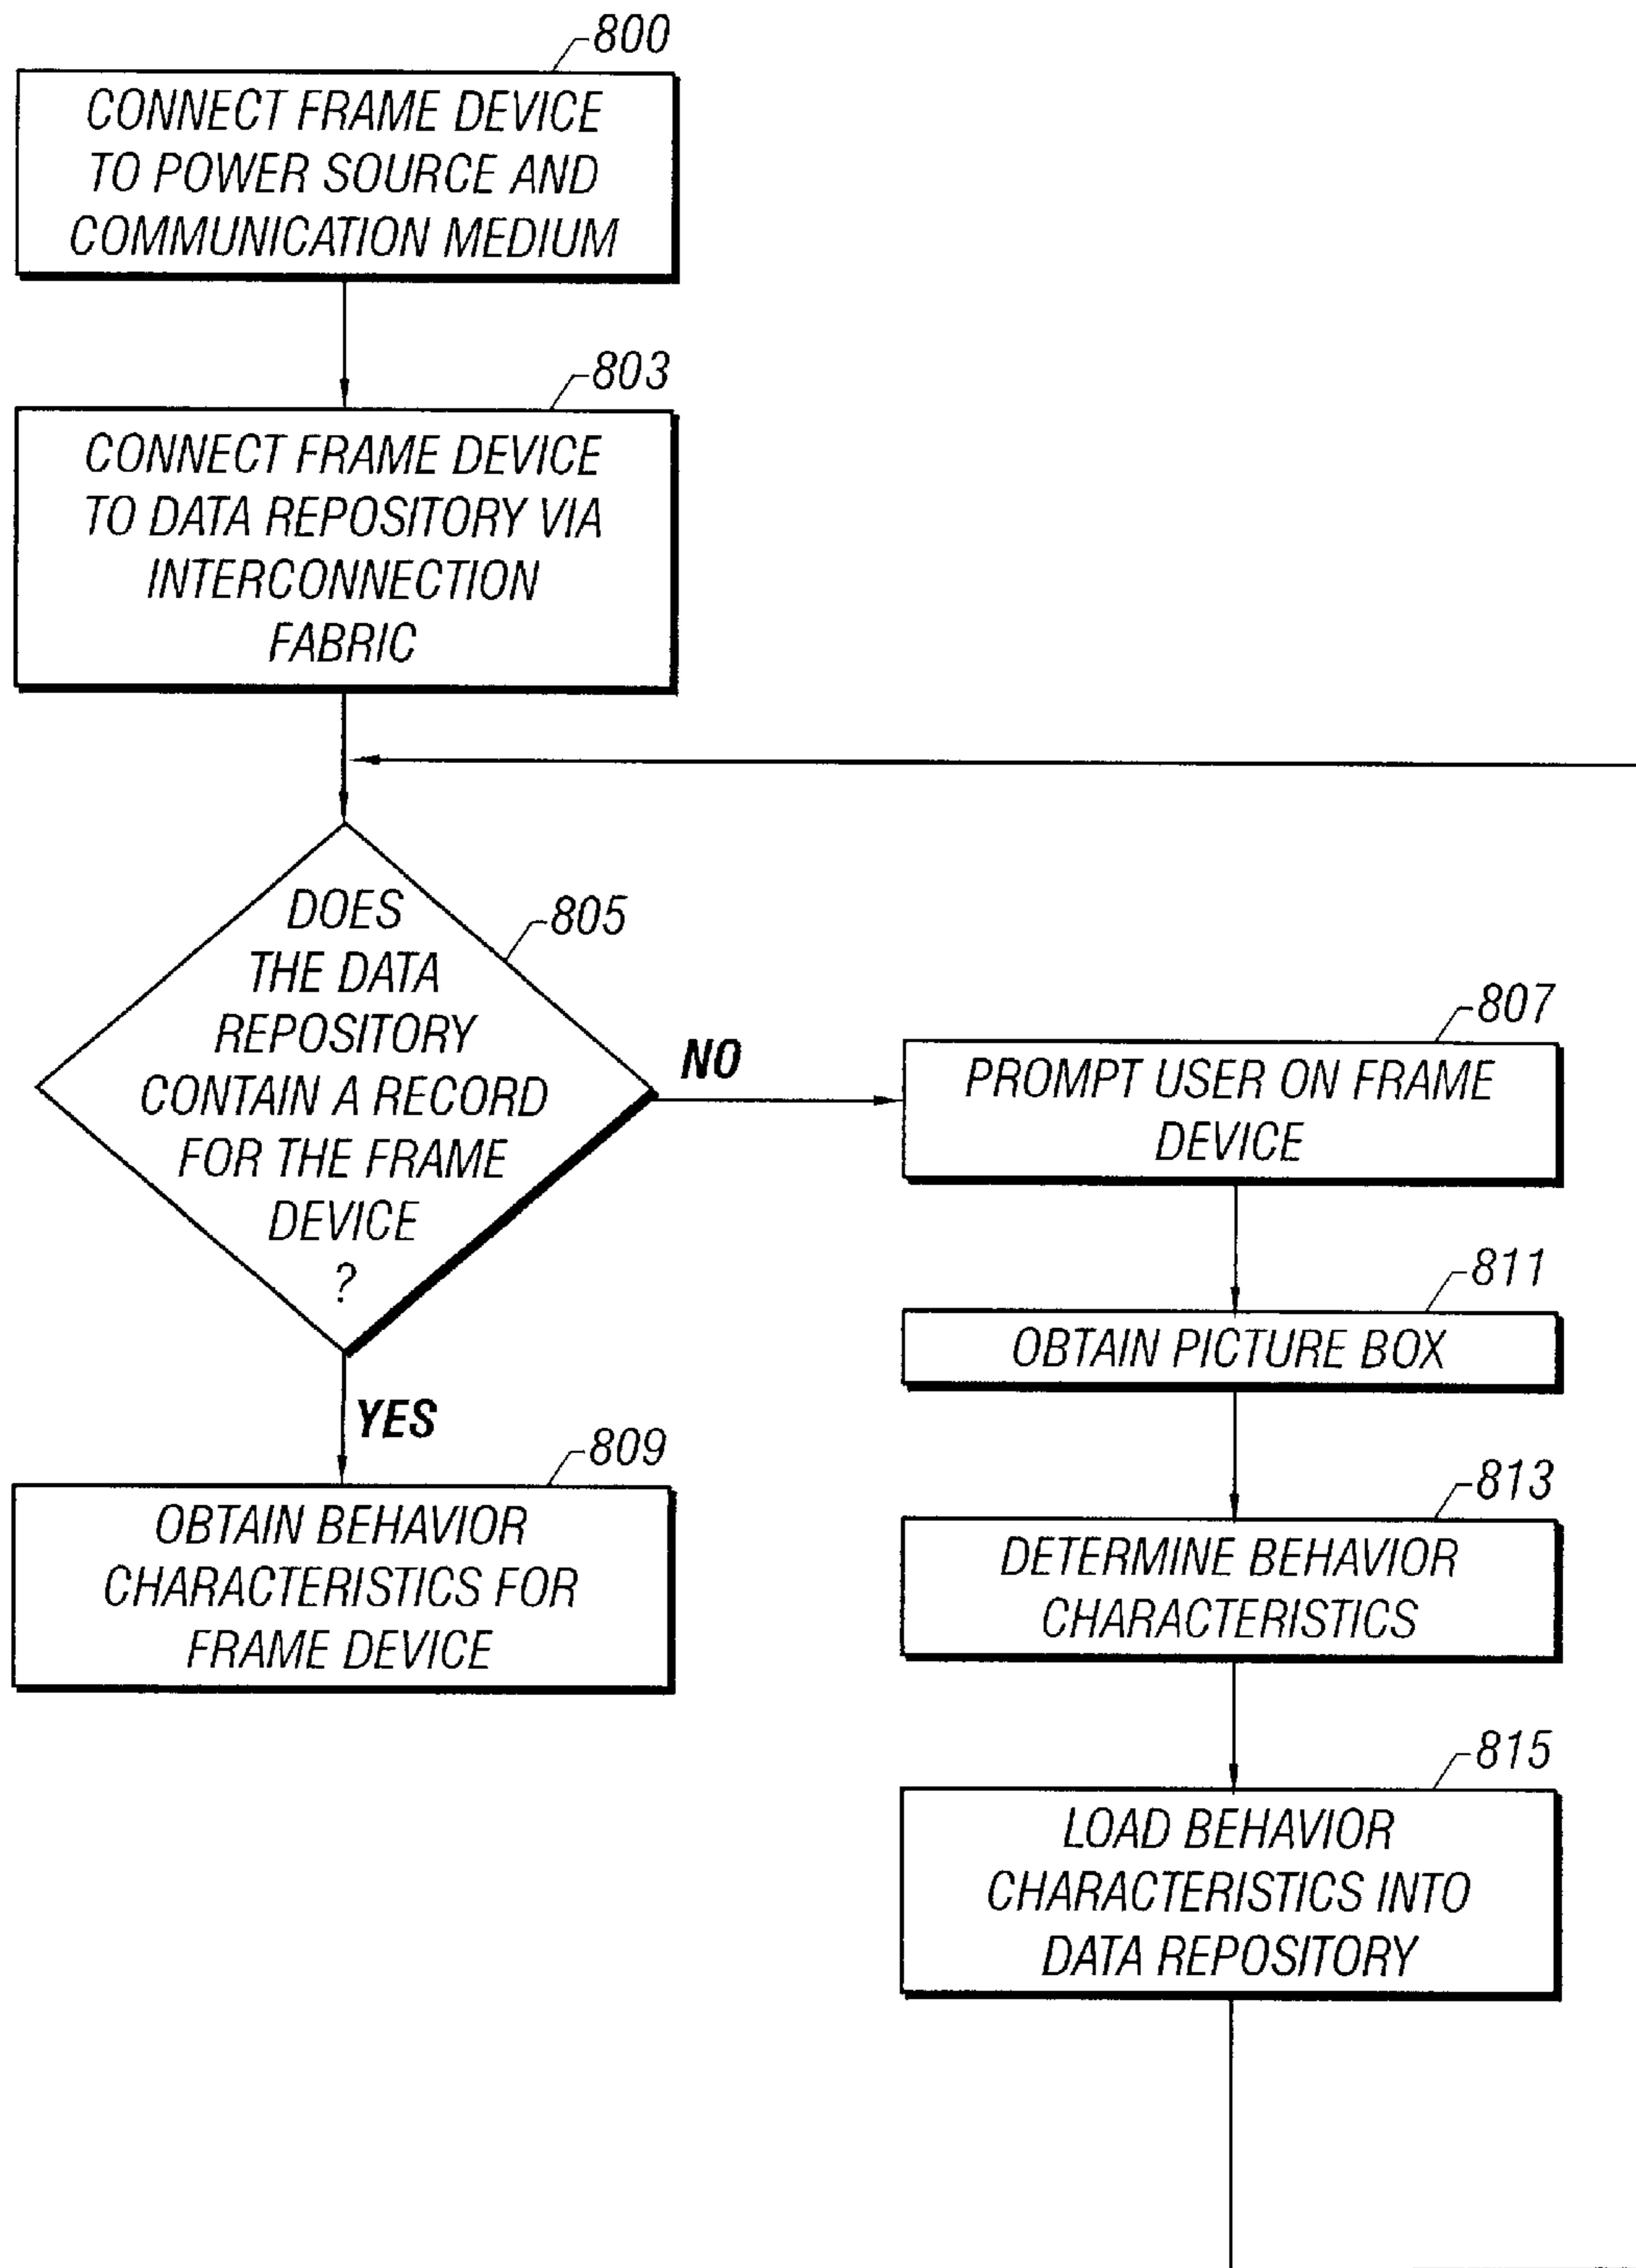 800
CONNECT FRAME DEVICE
TO POWER SOURCE AND
COMMUNICATION MEDIUM
803
CONNECT FRAME DEVICE
TO DATA REPOSITORY VIA
INTERCONNECTION
FABRIC
805
DOES
THE DATA
REPOSITORY
CONTAIN A RECORD
FOR THE FRAME
DEVICE
?
NO
807
PROMPT USER ON FRAME
DEVICE
811
OBTAIN PICTURE BOX
YES
809
OBTAIN BEHAVIOR
CHARACTERISTICS FOR
FRAME DEVICE
813
DETERMINE BEHAVIOR
CHARACTERISTICS
815
LOAD BEHAVIOR
CHARACTERISTICS INTO
DATA REPOSITORY